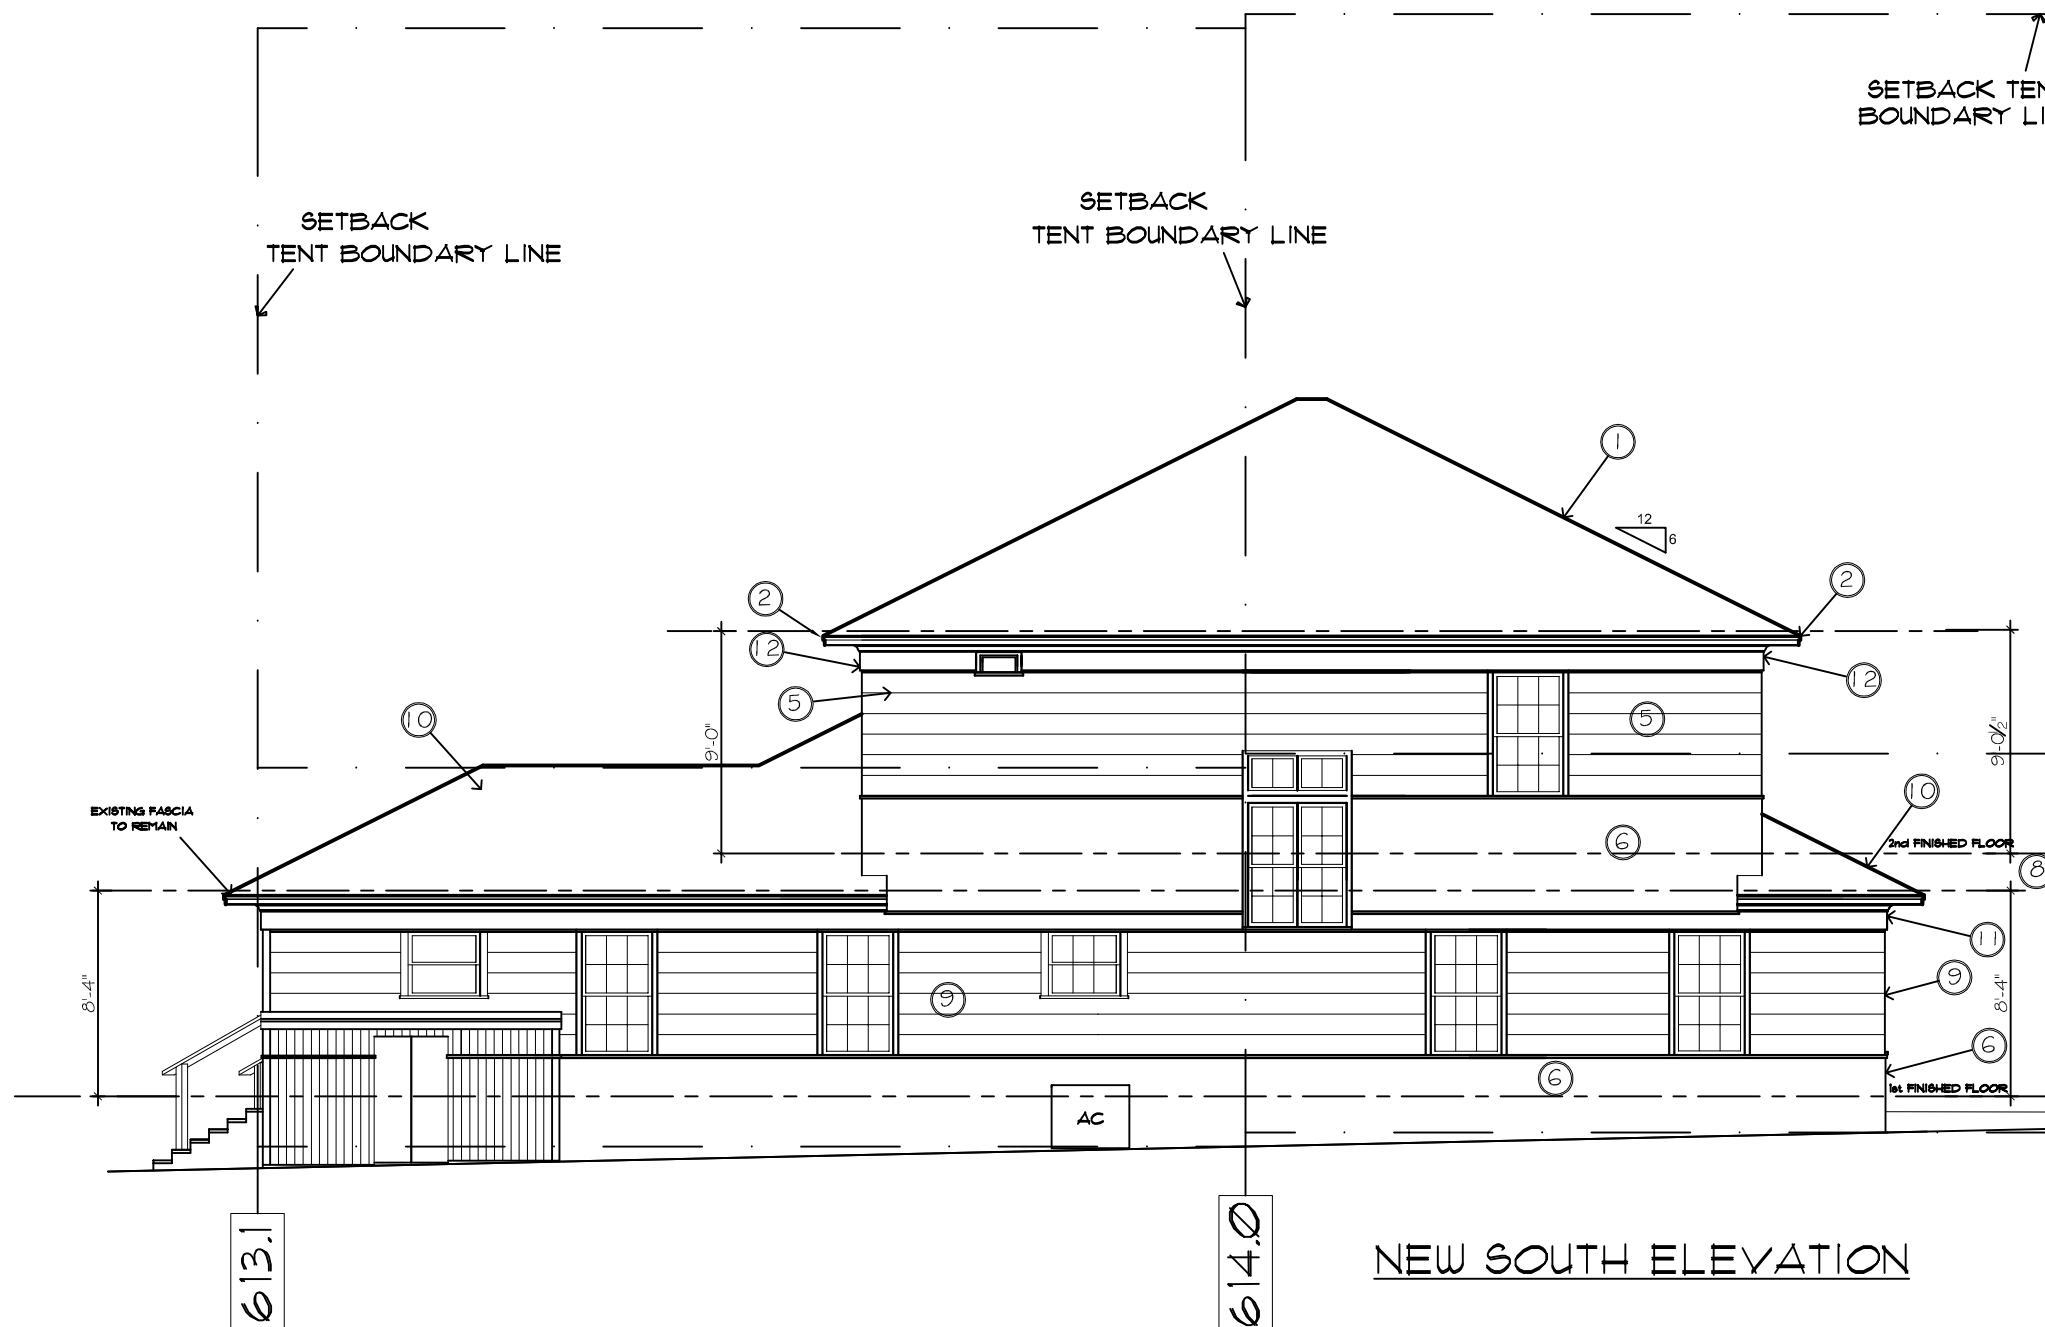 SETBACK TEN
BOUNDARY LI
SETBACK
TENT BOUNDARY LINE
SETBACK
TENT BOUNDARY LINE
1
12
6
2
2
12
12
5
5
10
9'-0"
9'-0½"
10
EXISTING FASCIA
TO REMAIN
6
2nd FINISHED FLOOR
8
11
9
9
8'-4"
8'-4"
6
6
1st FINISHED FLOOR
AC
613.1
614.0
NEW SOUTH ELEVATION